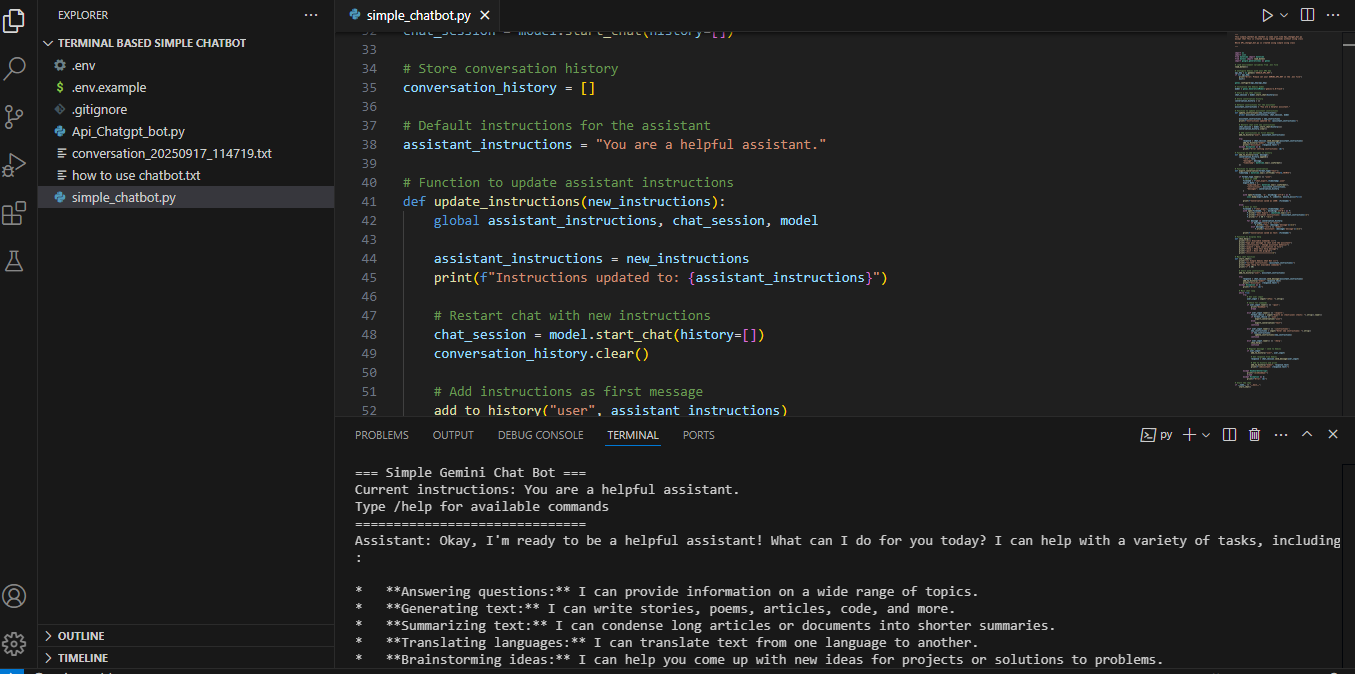 EXPLORER
TERMINAL BASED SIMPLE CHATBOT
.env
$ .env.example
.gitignore
Api_Chatgpt_bot.py
conversation_20250917_114719.txt
how to use chatbot.txt
simple_chatbot.py
OUTLINE
TIMELINE
simple_chatbot.py
32 chat_session = model.start_chat(history=[])
33
34 # Store conversation history
35 conversation_history = []
36
37 # Default instructions for the assistant
38 assistant_instructions = "You are a helpful assistant."
39
40 # Function to update assistant instructions
41 def update_instructions(new_instructions):
42     global assistant_instructions, chat_session, model
43
44     assistant_instructions = new_instructions
45     print(f"Instructions updated to: {assistant_instructions}")
46
47     # Restart chat with new instructions
48     chat_session = model.start_chat(history=[])
49     conversation_history.clear()
50
51     # Add instructions as first message
52     add_to_history("user", assistant_instructions)
PROBLEMS OUTPUT DEBUG CONSOLE TERMINAL PORTS py
=== Simple Gemini Chat Bot ===
Current instructions: You are a helpful assistant.
Type /help for available commands
==============================
Assistant: Okay, I'm ready to be a helpful assistant! What can I do for you today? I can help with a variety of tasks, including
:
*   **Answering questions:** I can provide information on a wide range of topics.
*   **Generating text:** I can write stories, poems, articles, code, and more.
*   **Summarizing text:** I can condense long articles or documents into shorter summaries.
*   **Translating languages:** I can translate text from one language to another.
*   **Brainstorming ideas:** I can help you come up with new ideas for projects or solutions to problems.